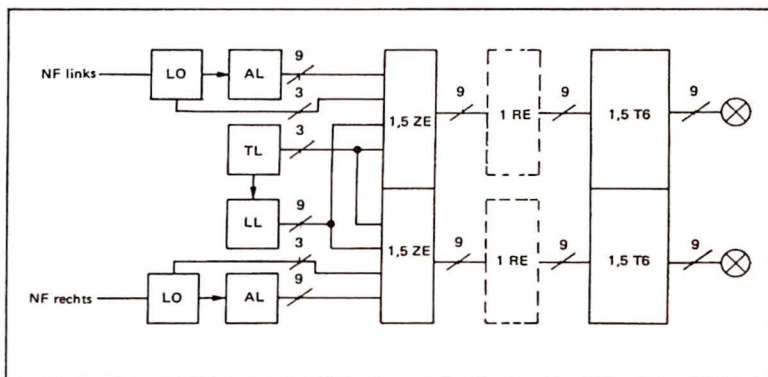 9
NF links
LO
AL
3
9
9
9
1,5 ZE
1 RE
1,5 T6
3
TL
9
LL
3
9
9
9
1,5 ZE
1 RE
1,5 T6
LO
AL
9
NF rechts